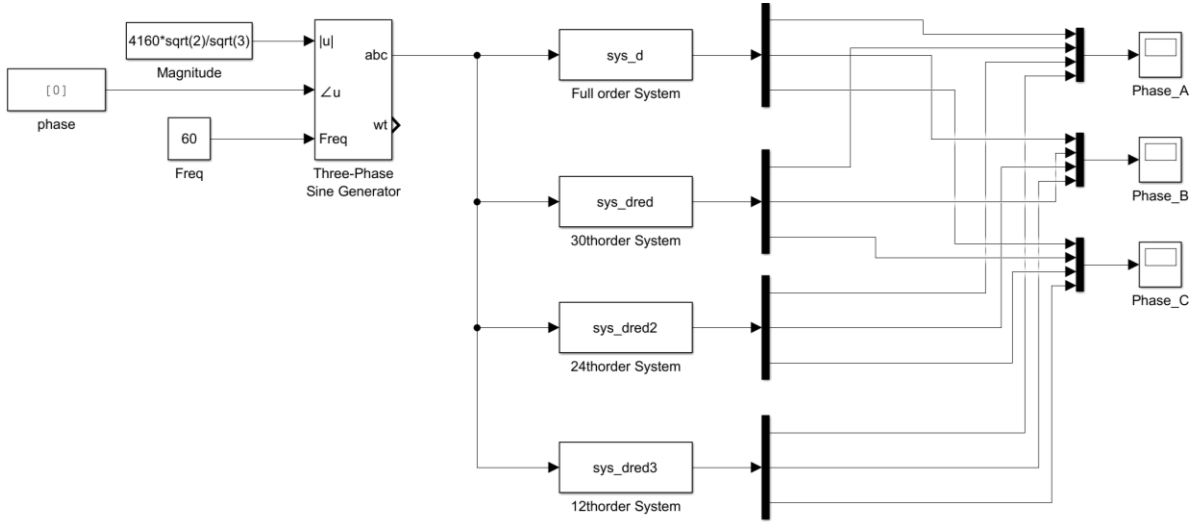 4160*sqrt(2)/sqrt(3)
Magnitude
[ 0 ]
phase
60
Freq
|u|
∠u
Freq
abc
wt
Three-Phase
Sine Generator
sys_d
Full order System
sys_dred
30thorder System
sys_dred2
24thorder System
sys_dred3
12thorder System
Phase_A
Phase_B
Phase_C